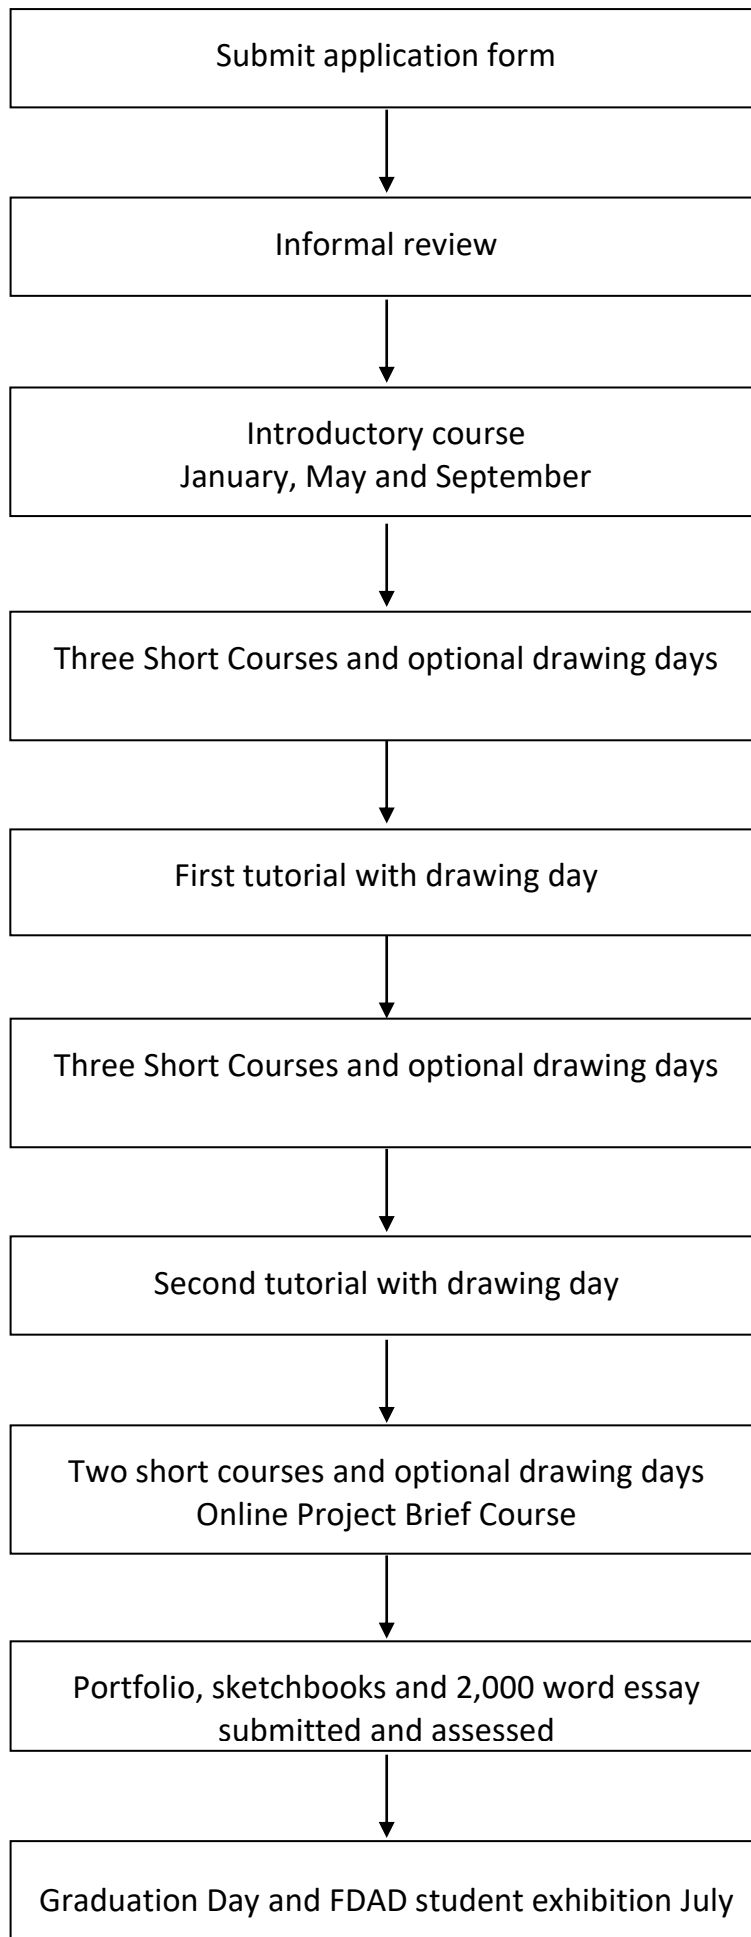 Submit application form
Informal review
Introductory course
January, May and September
Three Short Courses and optional drawing days
First tutorial with drawing day
Three Short Courses and optional drawing days
Second tutorial with drawing day
Two short courses and optional drawing days
Online Project Brief Course
Portfolio, sketchbooks and 2,000 word essay
submitted and assessed
Graduation Day and FDAD student exhibition July